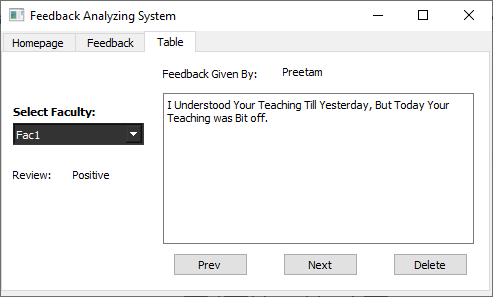 Feedback Analyzing System
Homepage Feedback Table
Feedback Given By: Preetam
Select Faculty:
Fac1
Review: Positive
I Understood Your Teaching Till Yesterday, But Today Your
Teaching was Bit off.
Prev Next Delete